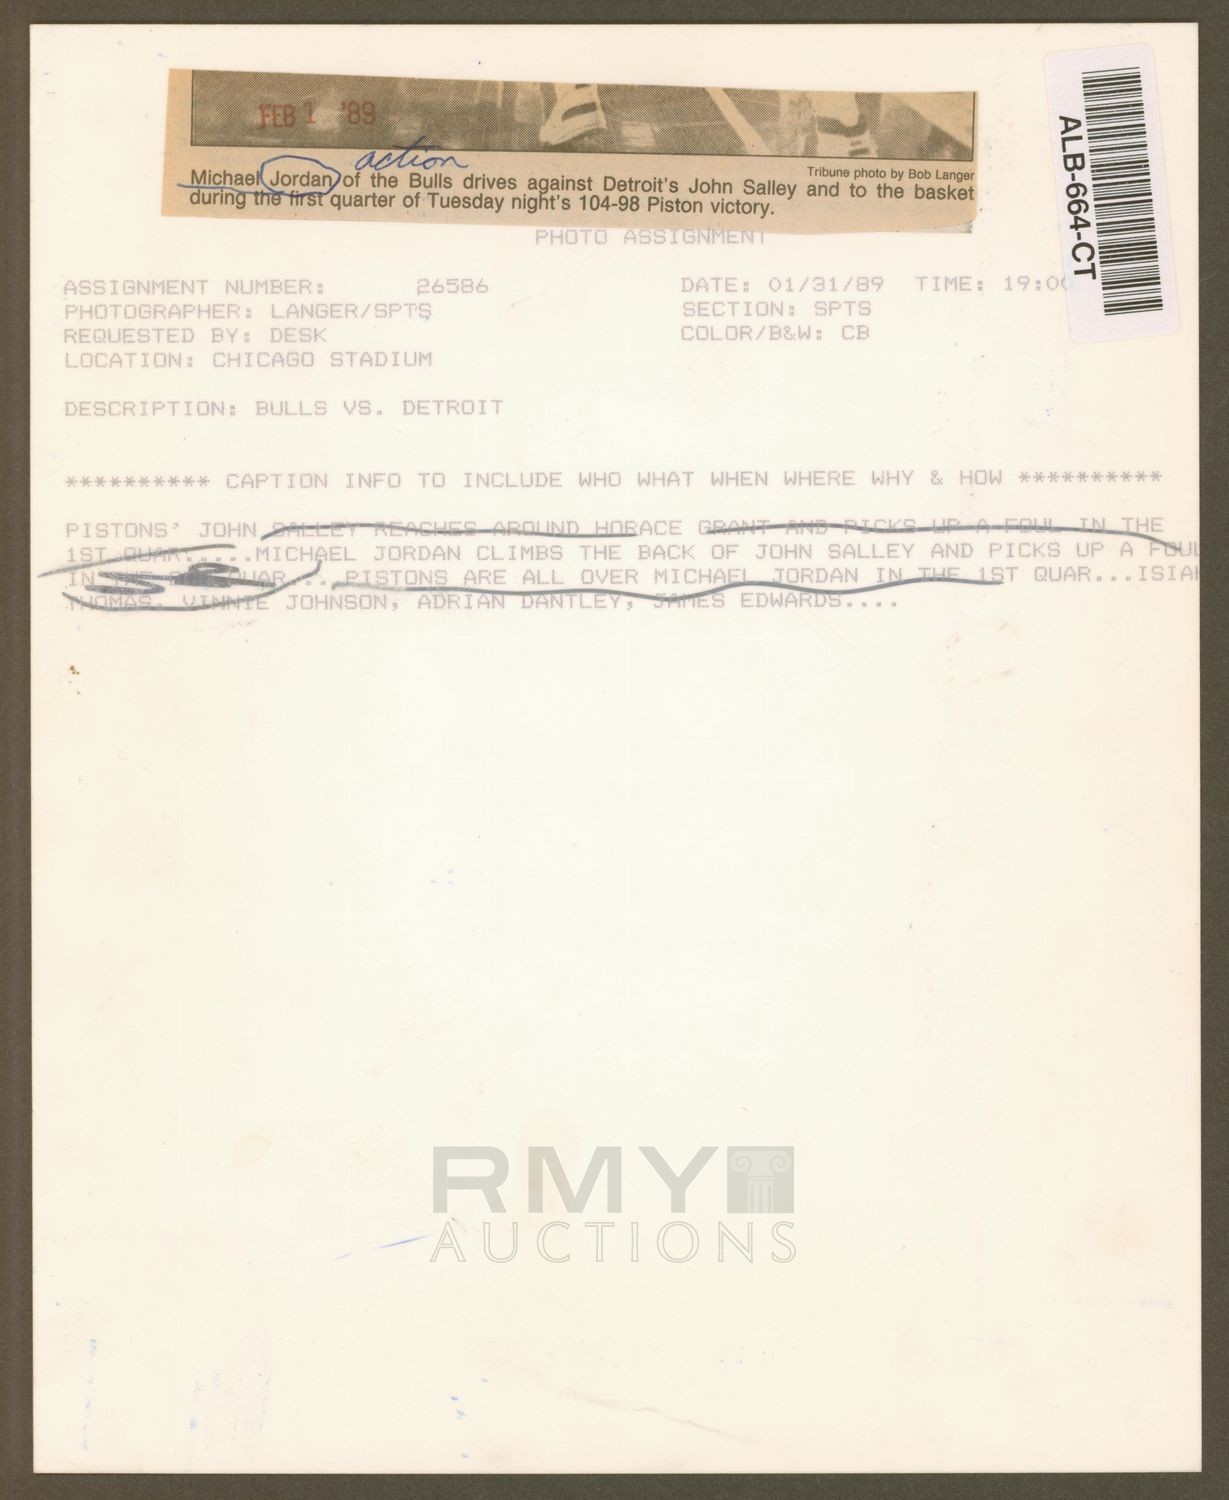 FEB 1 '89
action
Tribune photo by Bob Langer
Michael Jordan of the Bulls drives against Detroit's John Salley and to the basket
during the first quarter of Tuesday night's 104-98 Piston victory.
ALB-664-CT
PHOTO ASSIGNMENT
ASSIGNMENT NUMBER: 26586 DATE: 01/31/89 TIME: 19:00
PHOTOGRAPHER: LANGER/SPTS SECTION: SPTS
REQUESTED BY: DESK COLOR/B&W: CB
LOCATION: CHICAGO STADIUM
DESCRIPTION: BULLS VS. DETROIT
********** CAPTION INFO TO INCLUDE WHO WHAT WHEN WHERE WHY & HOW **********
PISTONS' JOHN SALLEY REACHES AROUND HORACE GRANT AND PICKS UP A FOUL IN THE
1ST QUAR.....MICHAEL JORDAN CLIMBS THE BACK OF JOHN SALLEY AND PICKS UP A FOUL
IN QUAR....PISTONS ARE ALL OVER MICHAEL JORDAN IN THE 1ST QUAR...ISIAH
THOMAS, VINNIE JOHNSON, ADRIAN DANTLEY, JAMES EDWARDS....
RMY
AUCTIONS